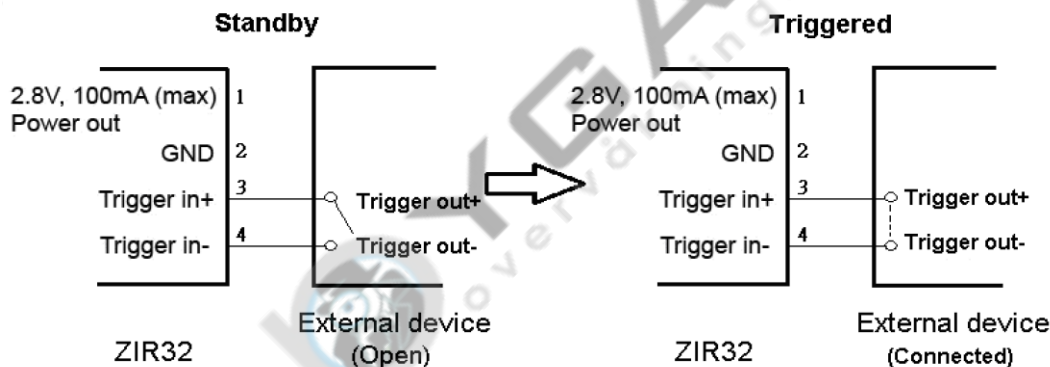 Standby
2.8V, 100mA (max)
Power out
GND
Trigger in+
Trigger in-
1
2
3
4
Trigger out+
Trigger out-
ZIR32
External device
(Open)
Triggered
2.8V, 100mA (max)
Power out
GND
Trigger in+
Trigger in-
1
2
3
4
Trigger out+
Trigger out-
ZIR32
External device
(Connected)
overvåkning